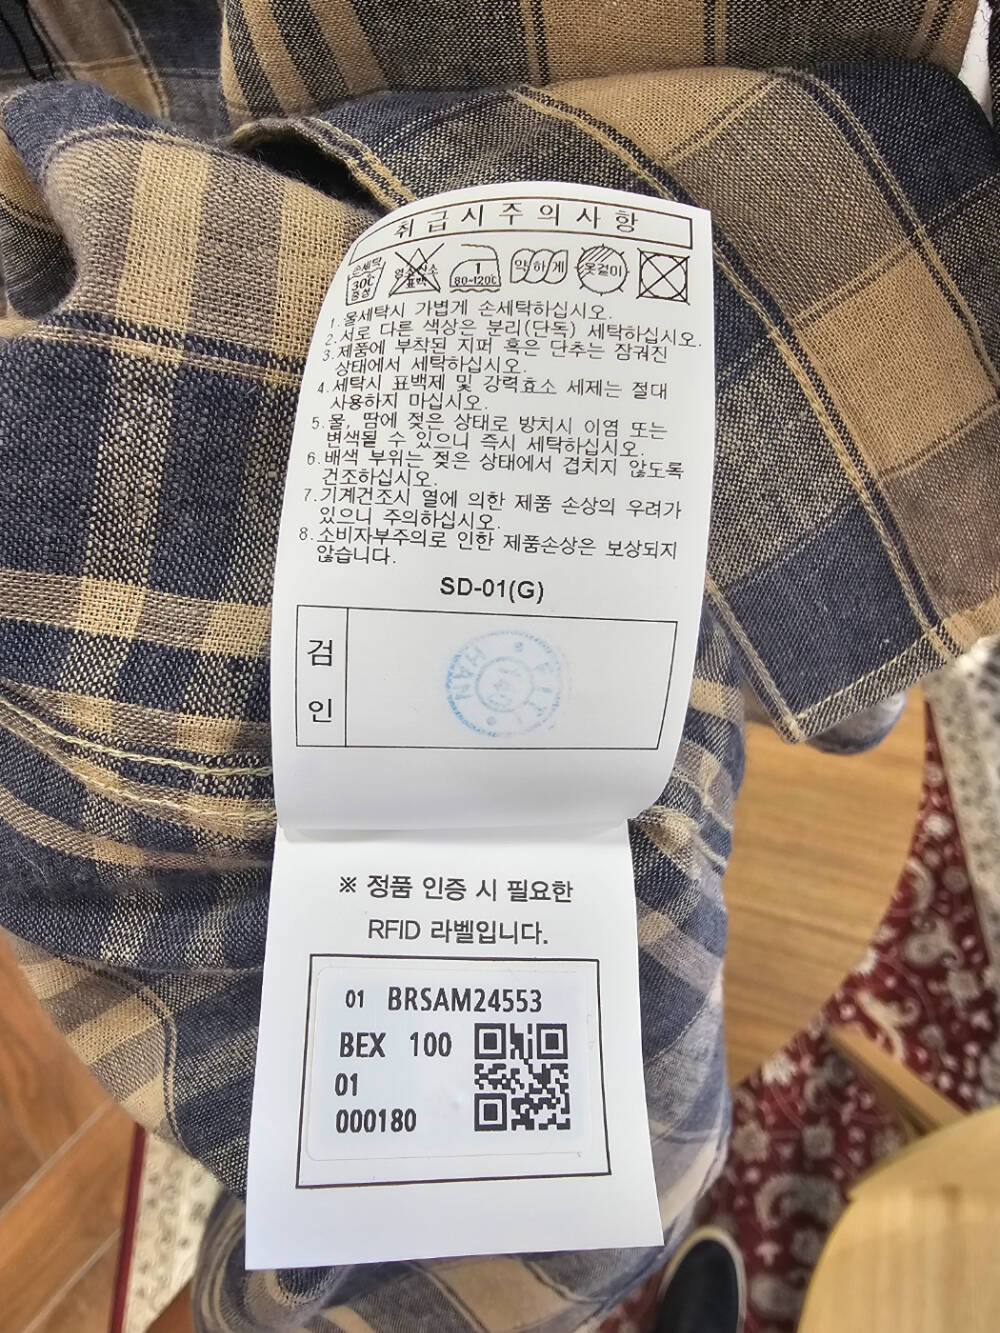 취급시주의사항
손세탁 30℃ 중성
염소산소 표백
1 80~120℃
약하게
옷걸이
1. 물세탁시 가볍게 손세탁하십시오.
2. 서로 다른 색상은 분리(단독) 세탁하십시오.
3. 제품에 부착된 지퍼 혹은 단추는 잠궈진
상태에서 세탁하십시오.
4. 세탁시 표백제 및 강력효소 세제는 절대
사용하지 마십시오.
5. 물, 땀에 젖은 상태로 방치시 이염 또는
변색될 수 있으니 즉시 세탁하십시오.
6. 배색 부위는 젖은 상태에서 겹치지 않도록
건조하십시오.
7. 기계건조시 열에 의한 제품 손상의 우려가
있으니 주의하십시오.
8. 소비자부주의로 인한 제품손상은 보상되지
않습니다.
SD-01(G)
검
인
HAN
※ 정품 인증 시 필요한
RFID 라벨입니다.
01 BRSAM24553
BEX 100
01
000180